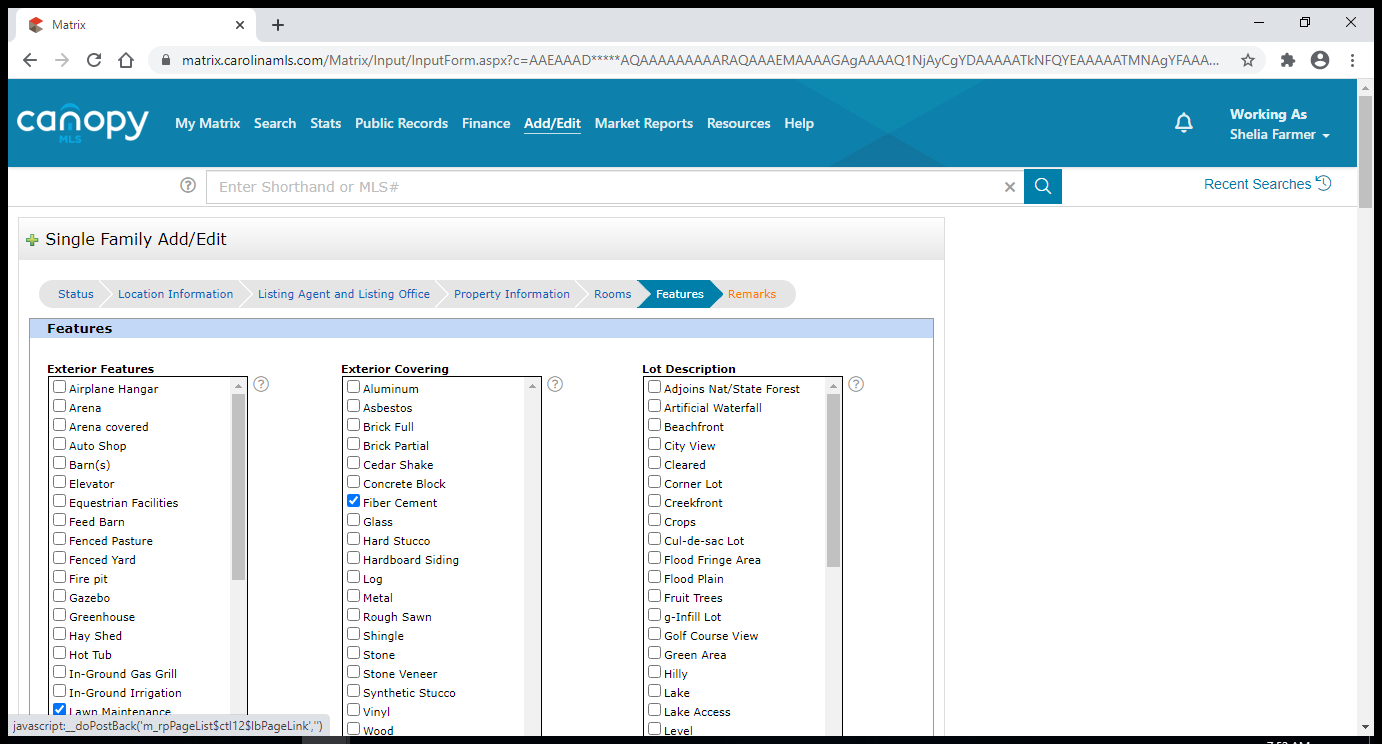 Matrix
matrix.carolinamls.com/Matrix/Input/InputForm.aspx?c=AAEAAAD*****AQAAAAAAAAARAQAAAEMAAAAGAgAAAAQ1NjAyCgYDAAAAATkNFQYEAAAAATMNAgYFAAA...
canopy
MLS
My Matrix Search Stats Public Records Finance Add/Edit Market Reports Resources Help
Working As
Shelia Farmer
Enter Shorthand or MLS#
Recent Searches
Single Family Add/Edit
Status Location Information Listing Agent and Listing Office Property Information Rooms Features Remarks
Features
Exterior Features
Airplane Hangar
Arena
Arena covered
Auto Shop
Barn(s)
Elevator
Equestrian Facilities
Feed Barn
Fenced Pasture
Fenced Yard
Fire pit
Gazebo
Greenhouse
Hay Shed
Hot Tub
In-Ground Gas Grill
In-Ground Irrigation
Lawn Maintenance
Exterior Covering
Aluminum
Asbestos
Brick Full
Brick Partial
Cedar Shake
Concrete Block
Fiber Cement
Glass
Hard Stucco
Hardboard Siding
Log
Metal
Rough Sawn
Shingle
Stone
Stone Veneer
Synthetic Stucco
Vinyl
Wood
Lot Description
Adjoins Nat/State Forest
Artificial Waterfall
Beachfront
City View
Cleared
Corner Lot
Creekfront
Crops
Cul-de-sac Lot
Flood Fringe Area
Flood Plain
Fruit Trees
g-Infill Lot
Golf Course View
Green Area
Hilly
Lake
Lake Access
Level
javascript:__doPostBack('m_rpPageList$ctl12$lbPageLink','')